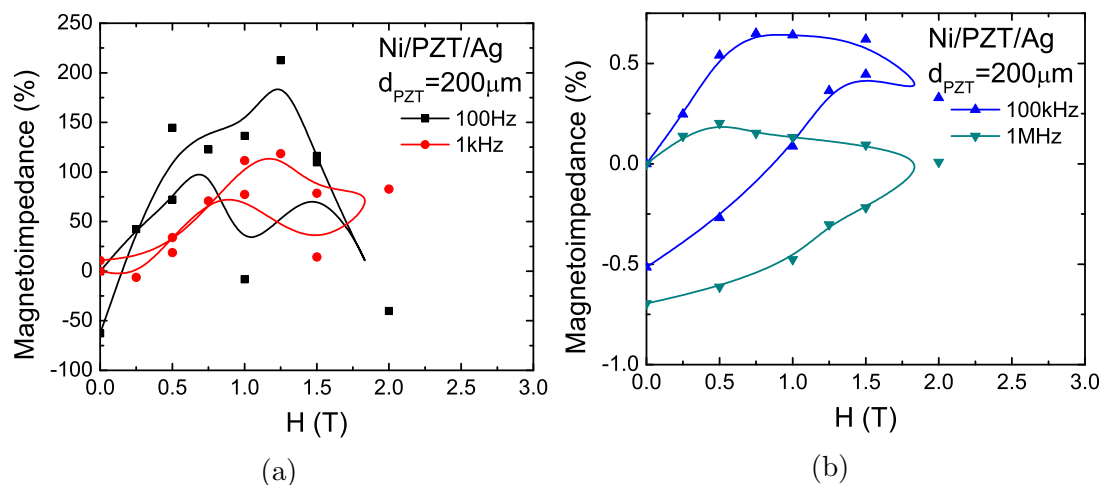 Magnetoimpedance (%)
250
200
150
100
50
0
-50
-100
0.0 0.5 1.0 1.5 2.0 2.5 3.0
H (T)
Ni/PZT/Ag
dPZT=200μm
100Hz
1kHz
(a)
Magnetoimpedance (%)
0.5
0.0
-0.5
-1.0
0.0 0.5 1.0 1.5 2.0 2.5 3.0
H (T)
Ni/PZT/Ag
dPZT=200μm
100kHz
1MHz
(b)